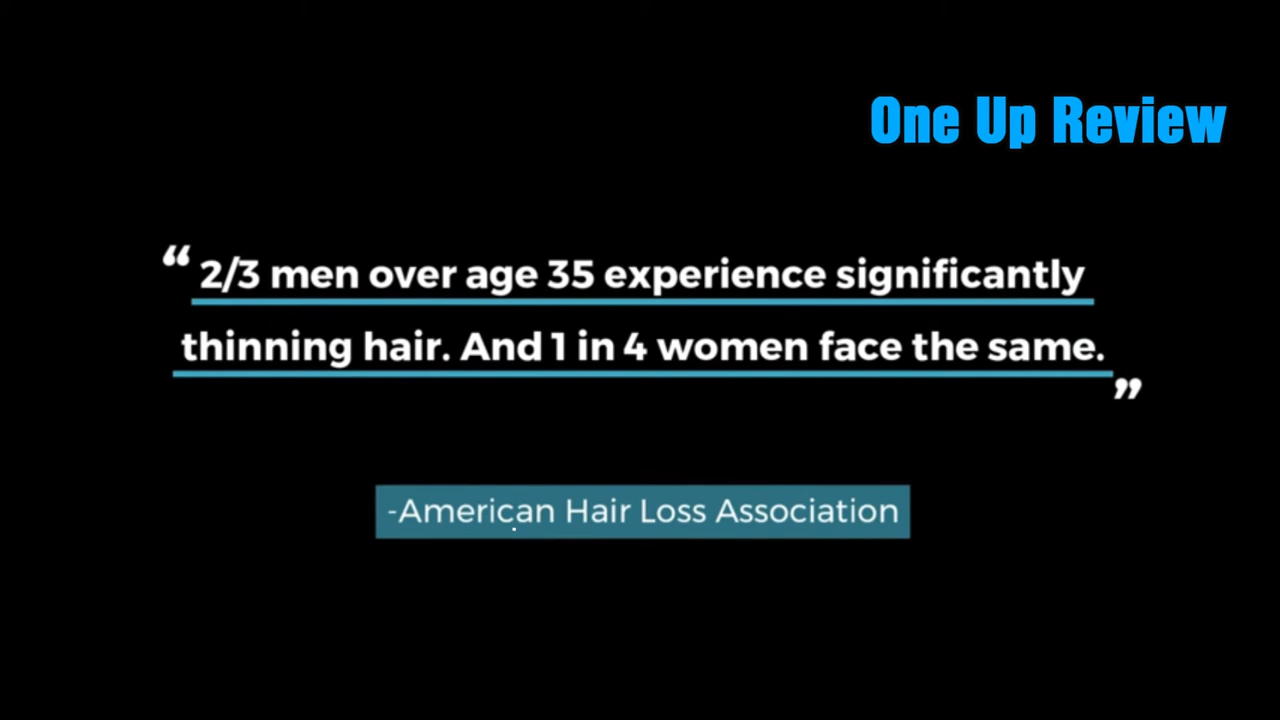 One Up Review
“ 2/3 men over age 35 experience significantly
thinning hair. And 1 in 4 women face the same. ”
-American Hair Loss Association